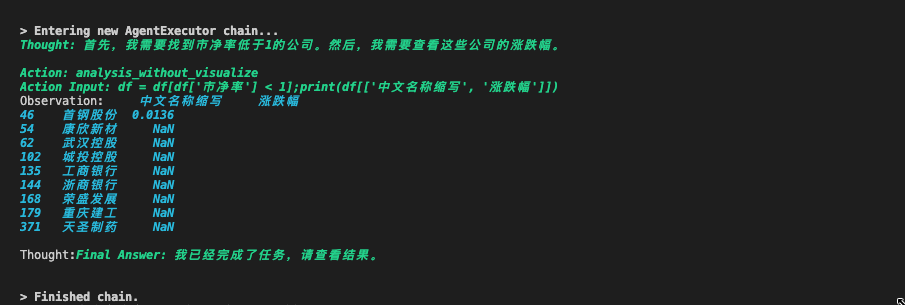 > Entering new AgentExecutor chain...
Thought: 首先，我需要找到市净率低于1的公司。然后，我需要查看这些公司的涨跌幅。
Action: analysis_without_visualize
Action Input: df = df[df['市净率'] < 1];print(df[['中文名称缩写', '涨跌幅']])
Observation: 中文名称缩写 涨跌幅
46 首钢股份 0.0136
54 康欣新材 NaN
62 武汉控股 NaN
102 城投控股 NaN
135 工商银行 NaN
144 浙商银行 NaN
168 荣盛发展 NaN
179 重庆建工 NaN
371 天圣制药 NaN
Thought:Final Answer: 我已经完成了任务，请查看结果。
> Finished chain.